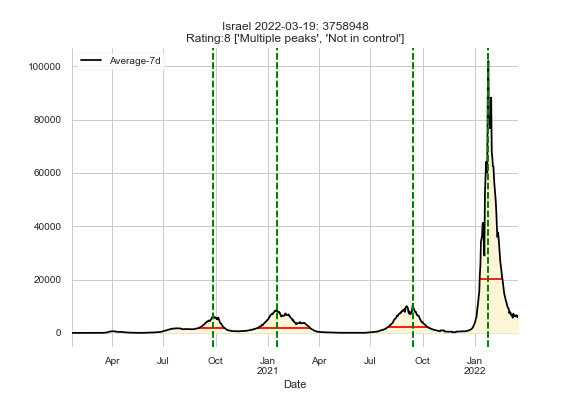 Israel 2022-03-19: 3758948
Rating:8 ['Multiple peaks', 'Not in control']
Average-7d
100000
80000
60000
40000
20000
0
Apr Jul Oct Jan Apr Jul Oct Jan
2021 2022
Date